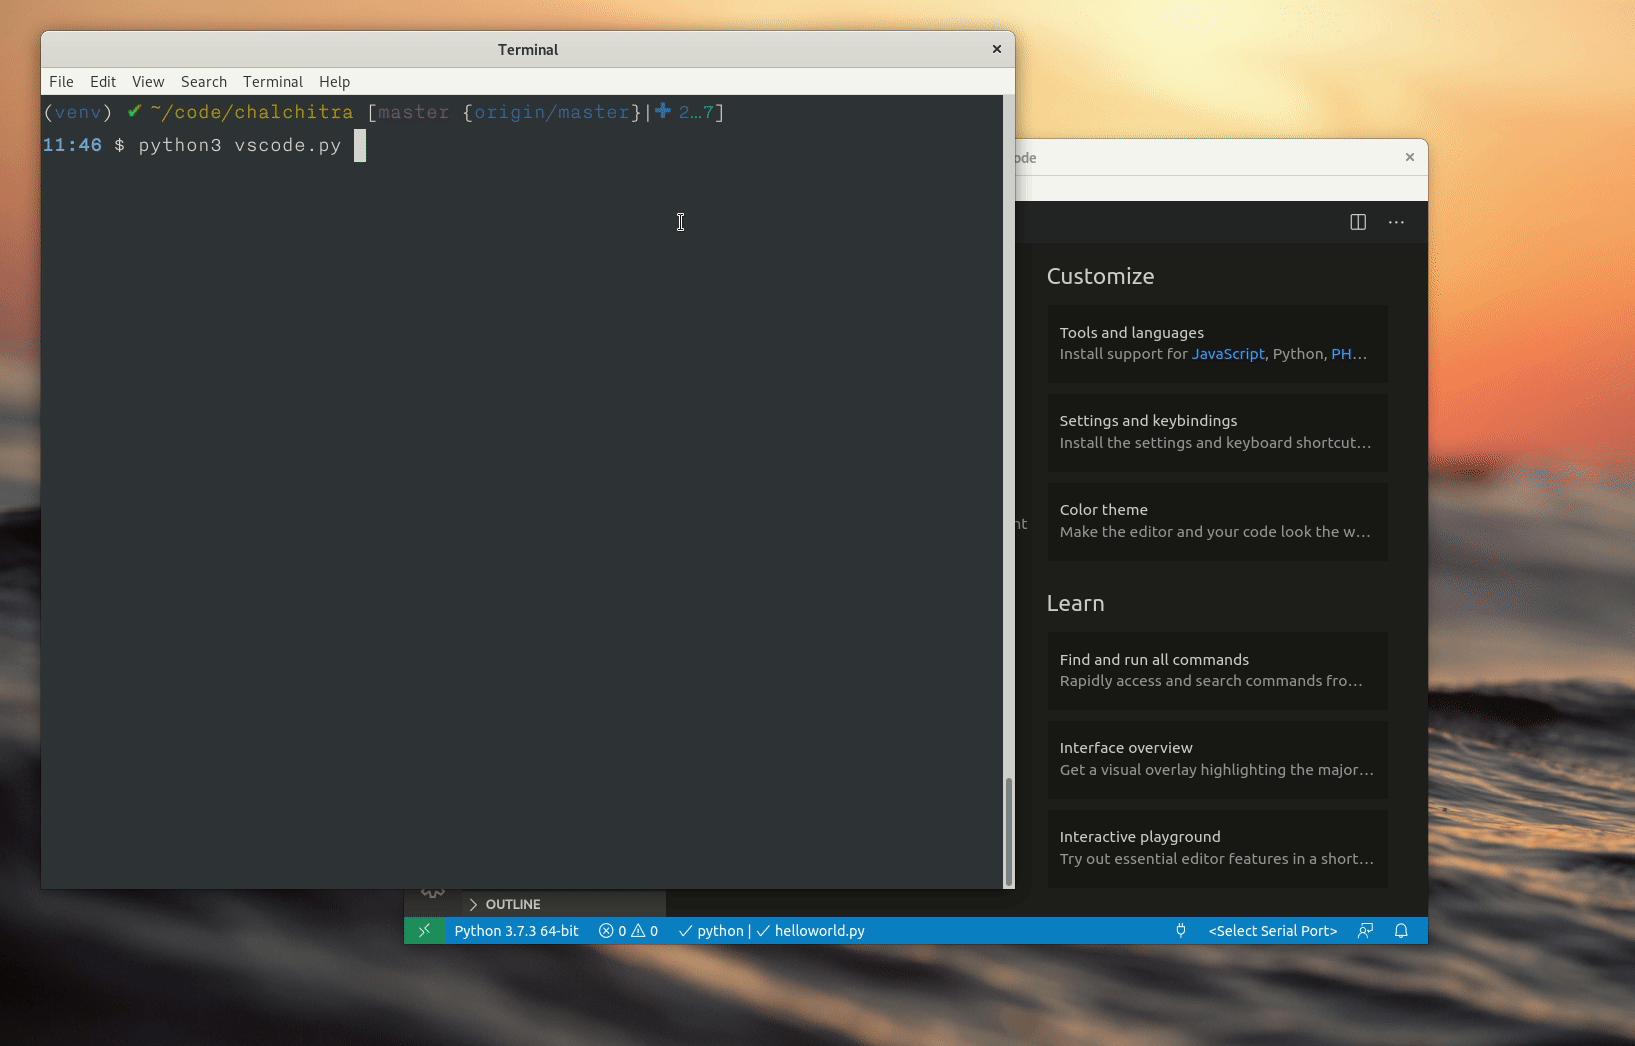 Terminal
File Edit View Search Terminal Help
(venv) ✔ ~/code/chalchitra [master {origin/master}|✚ 2…7]
11:46 $ python3 vscode.py
ode
Customize
Tools and languages
Install support for JavaScript, Python, PH…
Settings and keybindings
Install the settings and keyboard shortcut…
nt
Color theme
Make the editor and your code look the w…
Learn
Find and run all commands
Rapidly access and search commands fro…
Interface overview
Get a visual overlay highlighting the major…
Interactive playground
Try out essential editor features in a short…
OUTLINE
Python 3.7.3 64-bit 0 0 ✓ python | ✓ helloworld.py <Select Serial Port>